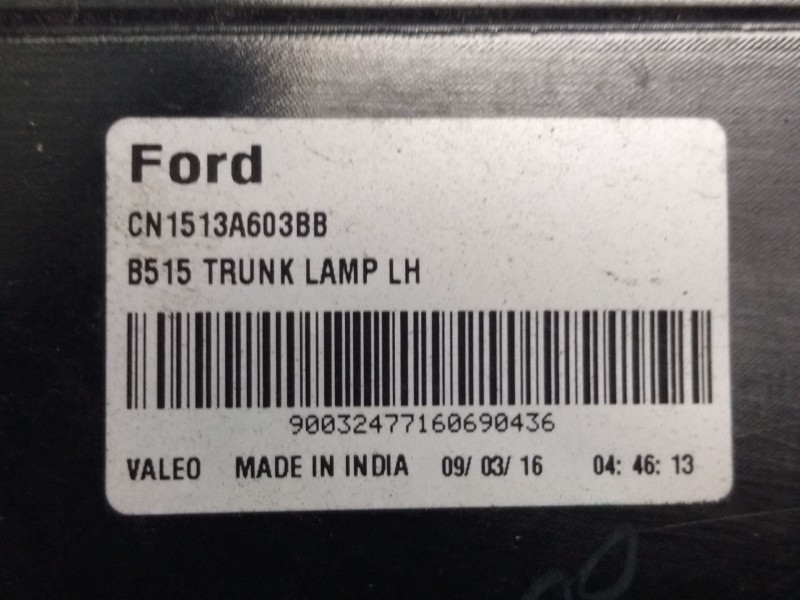 Ford
CN1513A603BB
B515 TRUNK LAMP LH
90032477160690436
VALEO MADE IN INDIA 09/ 03/ 16 04: 46: 13